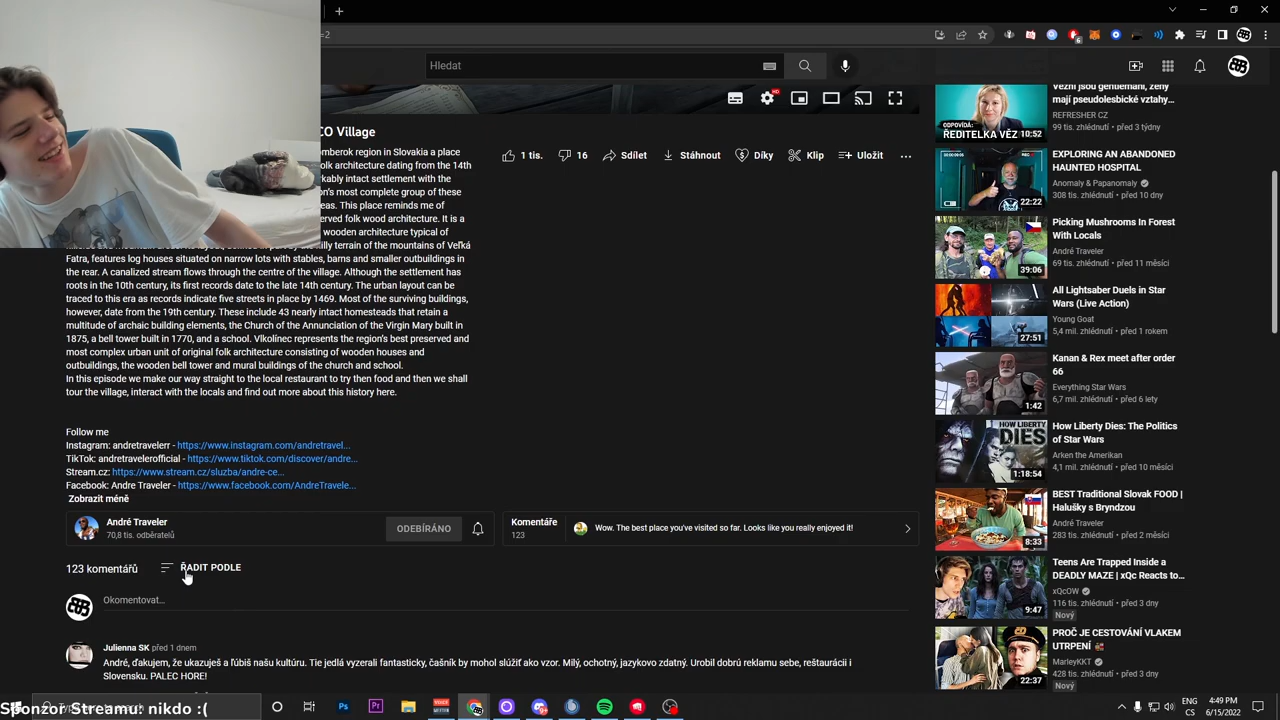 =2
Hledat
CO Village
1 tis.
16
Sdílet
Stáhnout
Díky
Klip
Uložit
mberok region in Slovakia a place
olk architecture dating from the 14th
rkably intact settlement with the
on's most complete group of these
eas. This place reminds me of
erved folk wood architecture. It is a
wooden architecture typical of
hilly terrain of the mountains of Veľká
Fatra, features log houses situated on narrow lots with stables, barns and smaller outbuildings in
the rear. A canalized stream flows through the centre of the village. Although the settlement has
roots in the 10th century, its first records date to the late 14th century. The urban layout can be
traced to this era as records indicate five streets in place by 1469. Most of the surviving buildings,
however, date from the 19th century. These include 43 nearly intact homesteads that retain a
multitude of archaic building elements, the Church of the Annunciation of the Virgin Mary built in
1875, a bell tower built in 1770, and a school. Vlkolínec represents the region's best preserved and
most complex urban unit of original folk architecture consisting of wooden houses and
outbuildings, the wooden bell tower and mural buildings of the church and school.
In this episode we make our way straight to the local restaurant to try then food and then we shall
tour the village, interact with the locals and find out more about this history here.
Follow me
Instagram: andretravelerr - https://www.instagram.com/andretravel...
TikTok: andretravelerofficial - https://www.tiktok.com/discover/andre...
Stream.cz: https://www.stream.cz/sluzba/andre-ce...
Facebook: Andre Traveler - https://www.facebook.com/AndreTravele...
Zobrazit méně
André Traveler
70,8 tis. odběratelů
ODEBÍRÁNO
Komentáře
123
Wow. The best place you've visited so far. Looks like you really enjoyed it!
123 komentářů
ŘADIT PODLE
Okomentovat...
Julienna SK před 1 dnem
André, ďakujem, že ukazuješ a ľúbiš našu kultúru. Tie jedlá vyzerali fantasticky, čašník by mohol slúžiť ako vzor. Milý, ochotný, jazykovo zdatný. Urobil dobrú reklamu sebe, reštaurácii i
Slovensku. PALEC HORE!
Vězni jsou gentlemani, ženy
mají pseudolesbické vztahy...
REFRESHER CZ
99 tis. zhlédnutí • před 3 týdny
ODPOVÍDÁ:
ŘEDITELKA VĚZ
10:52
EXPLORING AN ABANDONED
HAUNTED HOSPITAL
Anomaly & Papanomaly
308 tis. zhlédnutí • před 10 dny
22:22
Picking Mushrooms In Forest
With Locals
André Traveler
69 tis. zhlédnutí • před 11 měsíci
39:06
All Lightsaber Duels in Star
Wars (Live Action)
Young Goat
5,4 mil. zhlédnutí • před 1 rokem
27:51
Kanan & Rex meet after order
66
Everything Star Wars
6,7 mil. zhlédnutí • před 6 lety
1:42
How Liberty Dies: The Politics
of Star Wars
Arken the Amerikan
4,1 mil. zhlédnutí • před 10 měsíci
HOW LIBERTY
DIES
1:18:54
BEST Traditional Slovak FOOD |
Halušky s Bryndzou
André Traveler
283 tis. zhlédnutí • před 2 měsíci
8:33
Teens Are Trapped Inside a
DEADLY MAZE | xQc Reacts to...
xQcOW
116 tis. zhlédnutí • před 3 dny
Nový
9:47
PROČ JE CESTOVÁNÍ VLAKEM
UTRPENÍ
MarleyKKT
428 tis. zhlédnutí • před 3 dny
Nový
22:37
Sponzor Streamu nikdo :(
ENG
CS
4:49 PM
6/15/2022